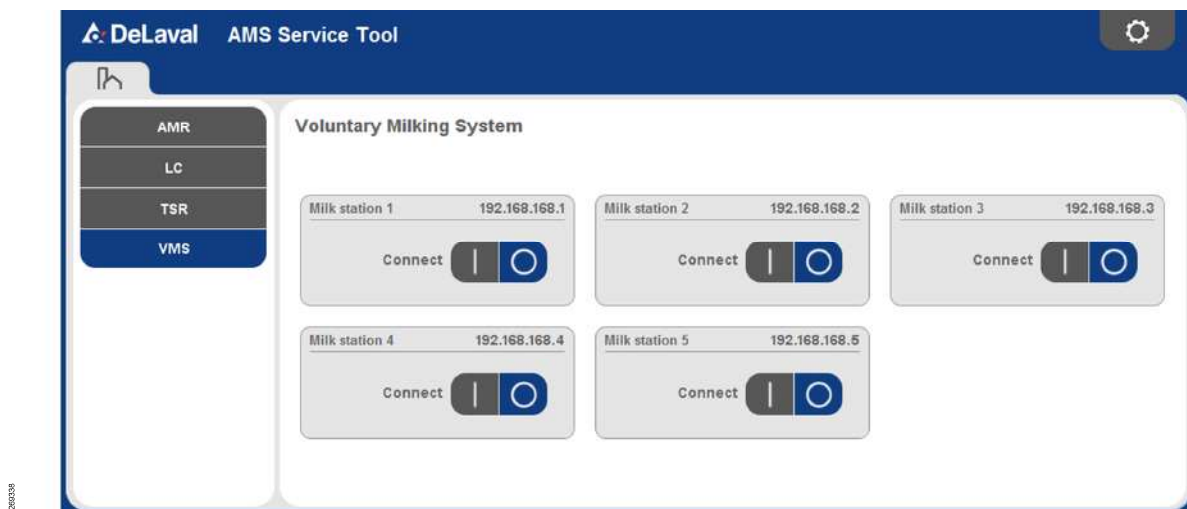 DeLaval AMS Service Tool
AMR
LC
TSR
VMS
Voluntary Milking System
Milk station 1 192.168.168.1
Connect
Milk station 2 192.168.168.2
Connect
Milk station 3 192.168.168.3
Connect
Milk station 4 192.168.168.4
Connect
Milk station 5 192.168.168.5
Connect
269338